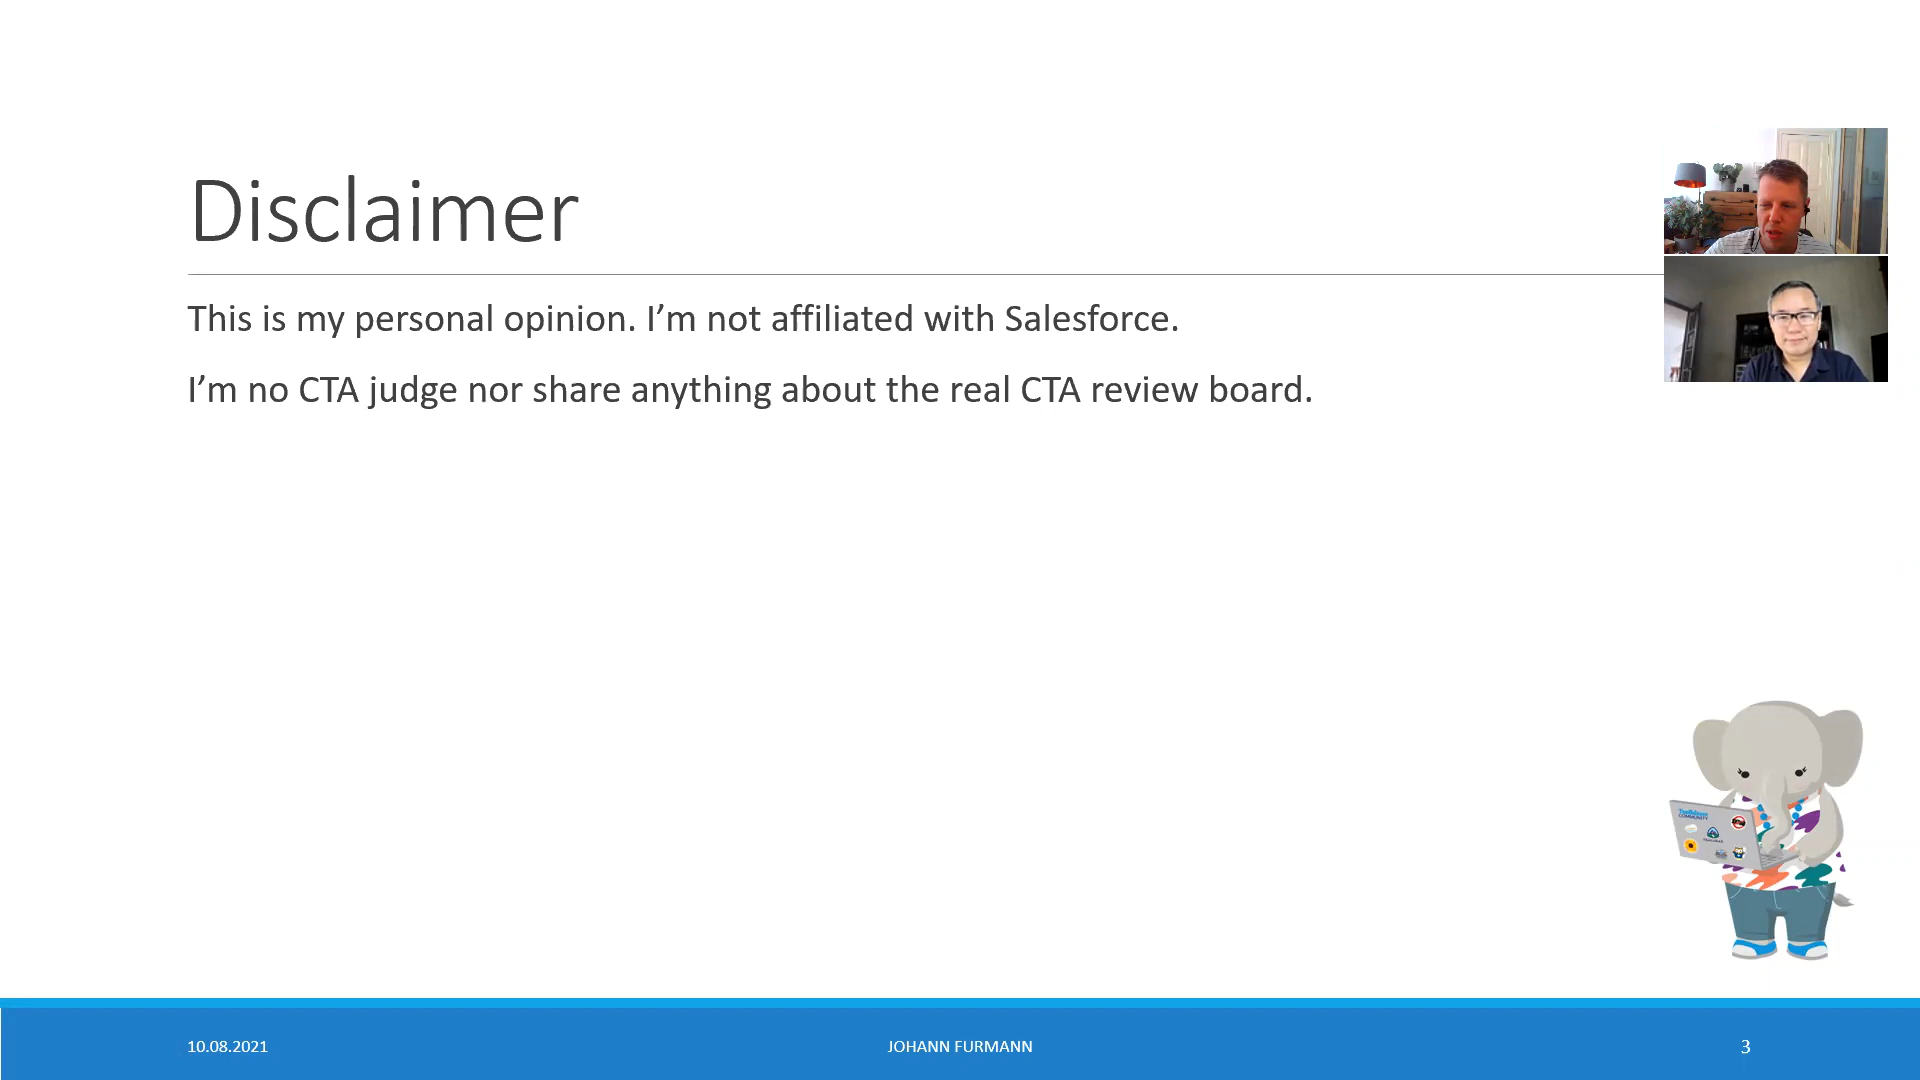 Disclaimer
This is my personal opinion. I’m not affiliated with Salesforce.
I’m no CTA judge nor share anything about the real CTA review board.
COMMUNITY
10.08.2021
JOHANN FURMANN
3